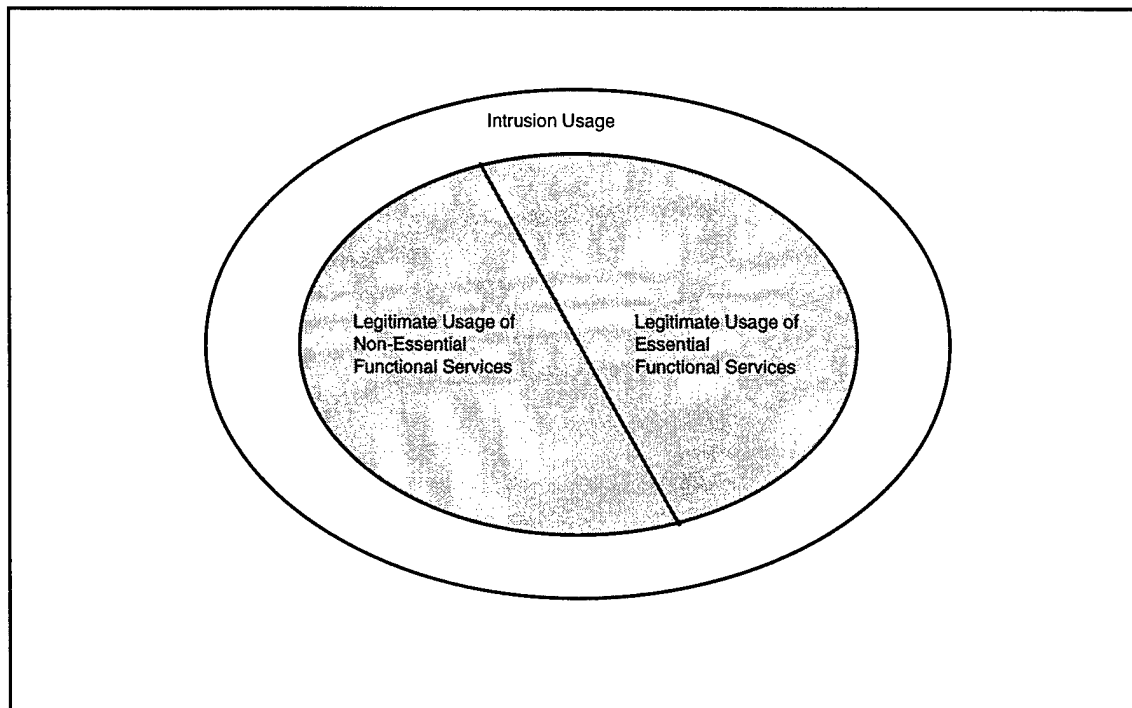 Intrusion Usage
Legitimate Usage of
Non-Essential
Functional Services
Legitimate Usage of
Essential
Functional Services